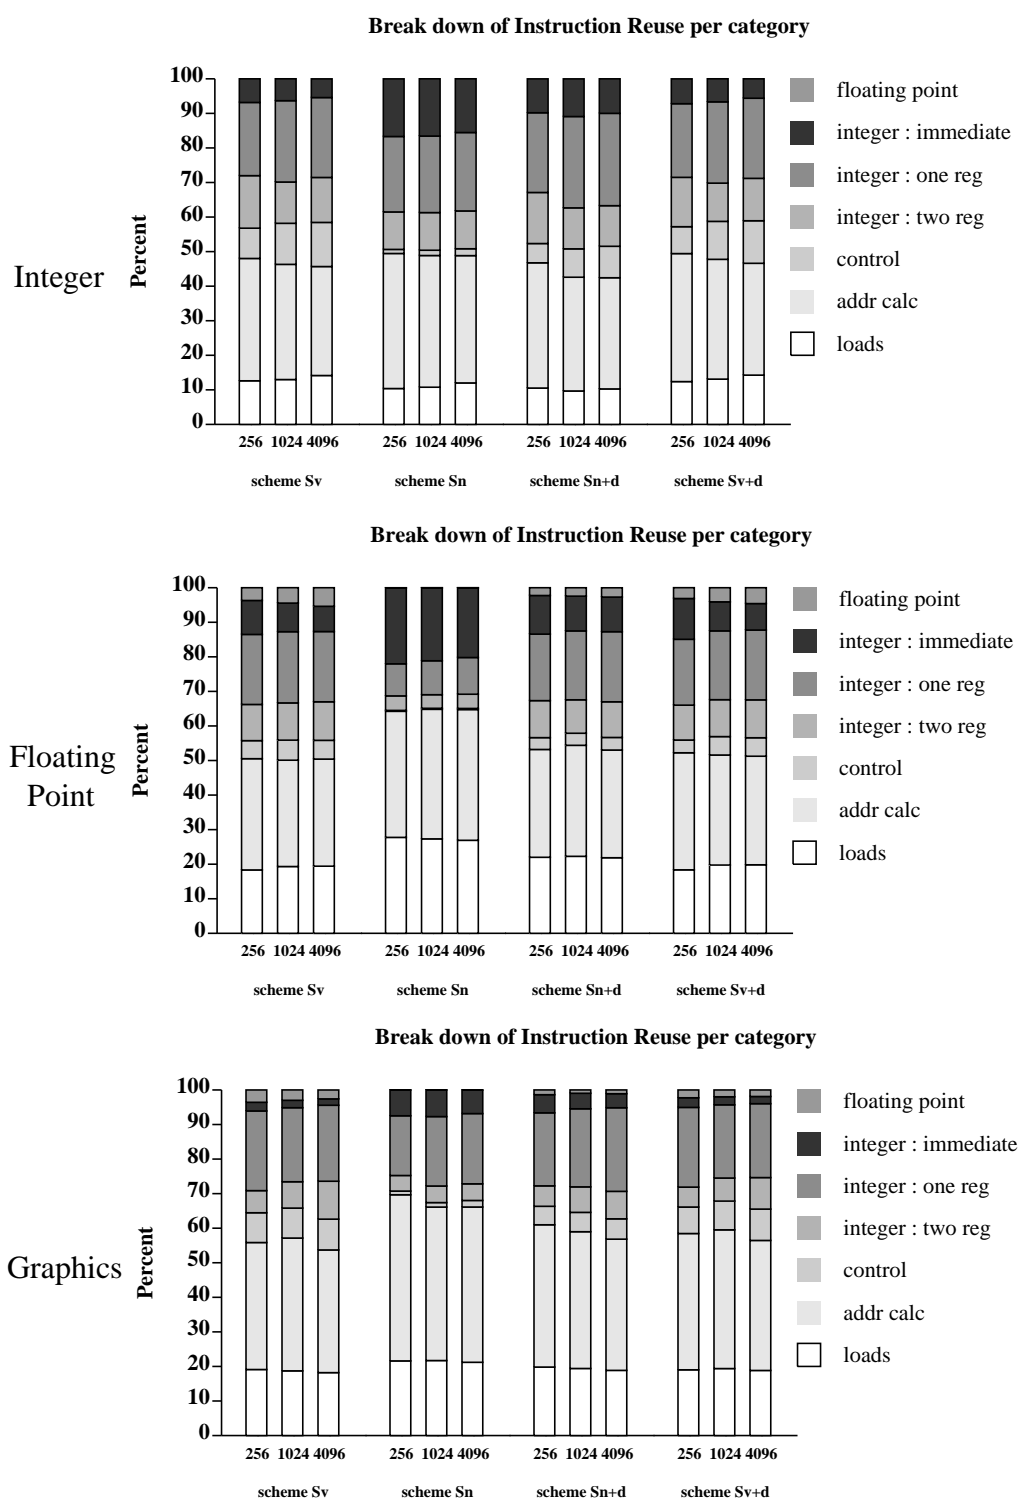 Break down of Instruction Reuse per category
Integer
Percent
100
90
80
70
60
50
40
30
20
10
0
256 1024 4096 256 1024 4096 256 1024 4096 256 1024 4096
scheme Sv scheme Sn scheme Sn+d scheme Sv+d
floating point
integer : immediate
integer : one reg
integer : two reg
control
addr calc
loads
Break down of Instruction Reuse per category
Floating
Point
Percent
100
90
80
70
60
50
40
30
20
10
0
256 1024 4096 256 1024 4096 256 1024 4096 256 1024 4096
scheme Sv scheme Sn scheme Sn+d scheme Sv+d
floating point
integer : immediate
integer : one reg
integer : two reg
control
addr calc
loads
Break down of Instruction Reuse per category
Graphics
Percent
100
90
80
70
60
50
40
30
20
10
0
256 1024 4096 256 1024 4096 256 1024 4096 256 1024 4096
scheme Sv scheme Sn scheme Sn+d scheme Sv+d
floating point
integer : immediate
integer : one reg
integer : two reg
control
addr calc
loads